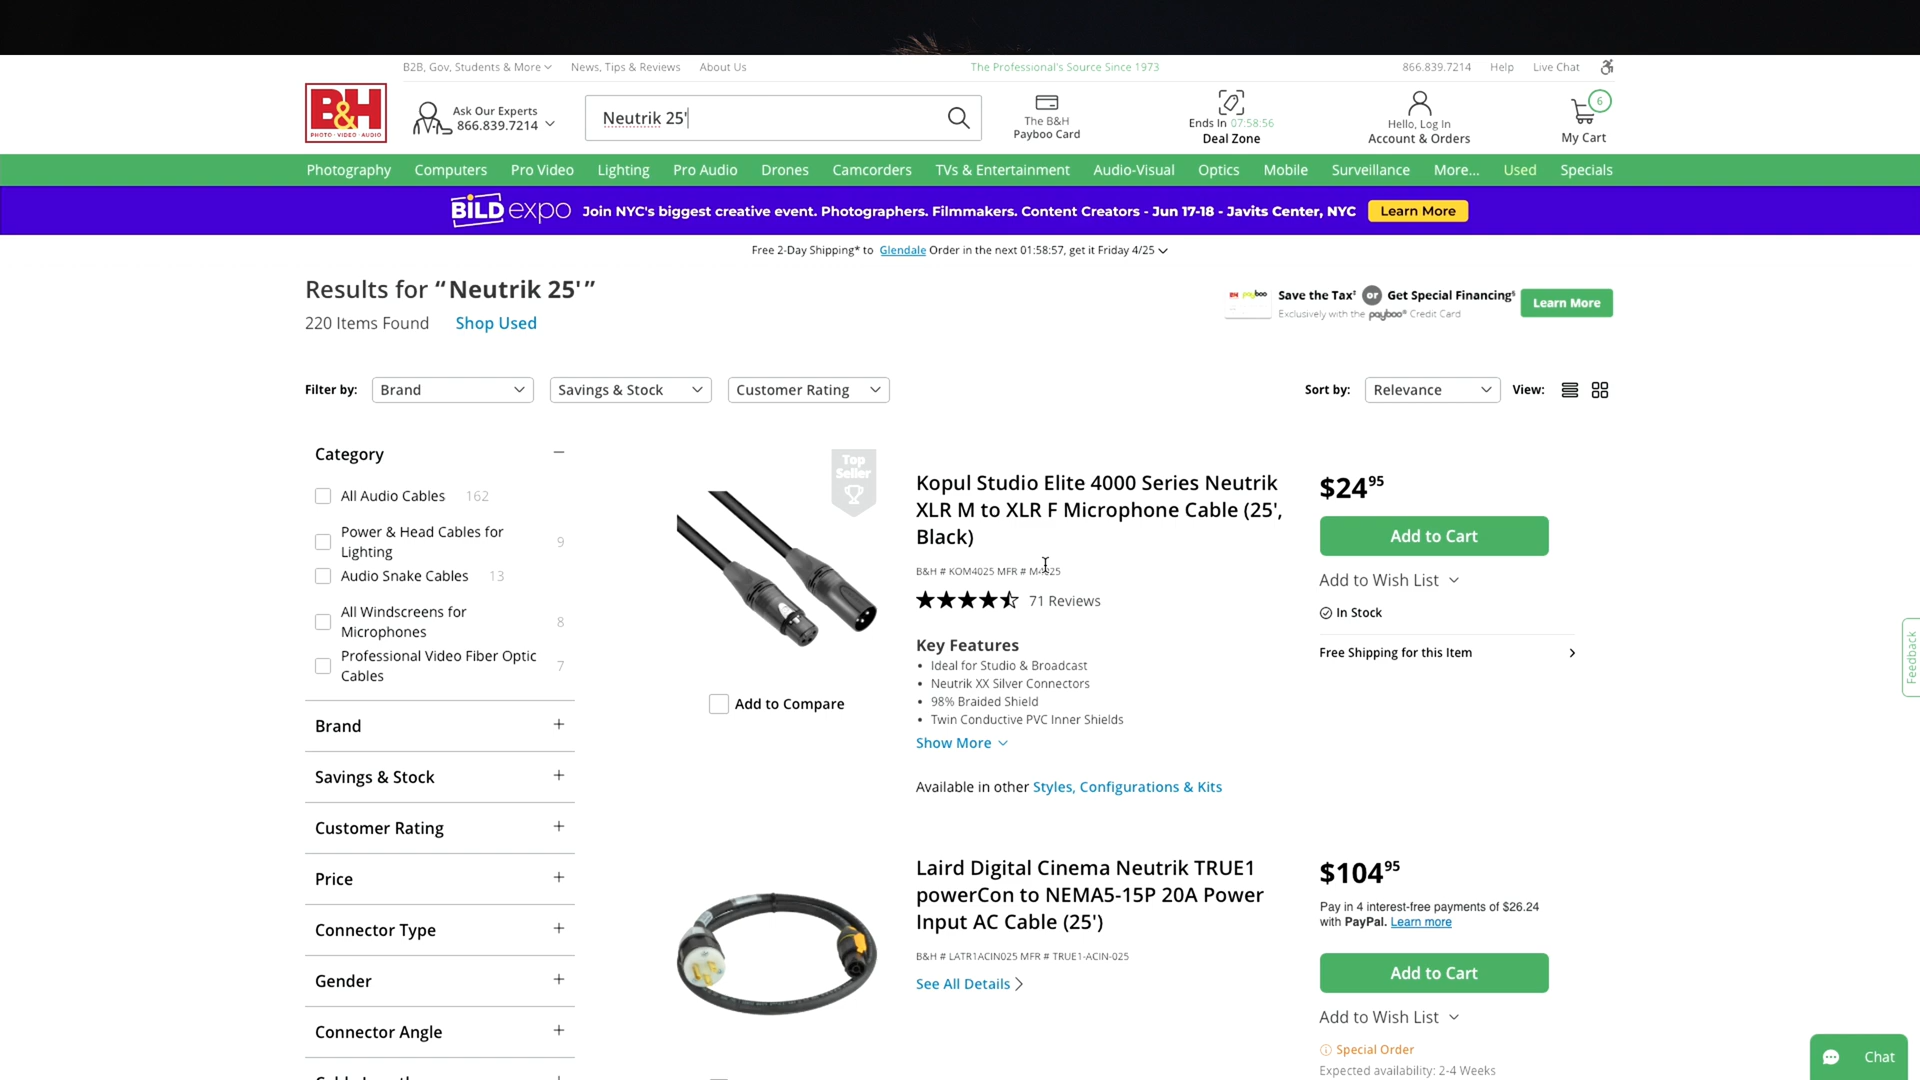 B2B, Gov, Students & More
News, Tips & Reviews
About Us
The Professional's Source Since 1973
866.839.7214
Help
Live Chat
B&H
PHOTO · VIDEO · AUDIO
Ask Our Experts
866.839.7214
Neutrik 25'
The B&H
Payboo Card
Ends In 07:58:56
Deal Zone
Hello, Log In
Account & Orders
6
My Cart
Photography
Computers
Pro Video
Lighting
Pro Audio
Drones
Camcorders
TVs & Entertainment
Audio-Visual
Optics
Mobile
Surveillance
More...
Used
Specials
BILD expo
Join NYC's biggest creative event. Photographers. Filmmakers. Content Creators - Jun 17-18 - Javits Center, NYC
Learn More
Free 2-Day Shipping* to Glendale Order in the next 01:58:57, get it Friday 4/25
Results for “Neutrik 25'”
220 Items Found
Shop Used
Save the Tax‡ or Get Special Financing§
Exclusively with the payboo® Credit Card
Learn More
Filter by:
Brand
Savings & Stock
Customer Rating
Sort by:
Relevance
View:
Category
All Audio Cables 162
Power & Head Cables for
Lighting
9
Audio Snake Cables 13
All Windscreens for
Microphones
8
Professional Video Fiber Optic
Cables
7
Brand
Savings & Stock
Customer Rating
Price
Connector Type
Gender
Connector Angle
Top
Seller
Add to Compare
Kopul Studio Elite 4000 Series Neutrik
XLR M to XLR F Microphone Cable (25',
Black)
B&H # KOM4025 MFR #
71 Reviews
Key Features
• Ideal for Studio & Broadcast
• Neutrik XX Silver Connectors
• 98% Braided Shield
• Twin Conductive PVC Inner Shields
Show More
Available in other Styles, Configurations & Kits
$24.95
Add to Cart
Add to Wish List
In Stock
Free Shipping for this Item
Laird Digital Cinema Neutrik TRUE1
powerCon to NEMA5-15P 20A Power
Input AC Cable (25')
B&H # LATR1ACIN025 MFR # TRUE1-ACIN-025
See All Details
$104.95
Pay in 4 interest-free payments of $26.24
with PayPal. Learn more
Add to Cart
Add to Wish List
Special Order
Expected availability: 2-4 Weeks
Feedback
Chat